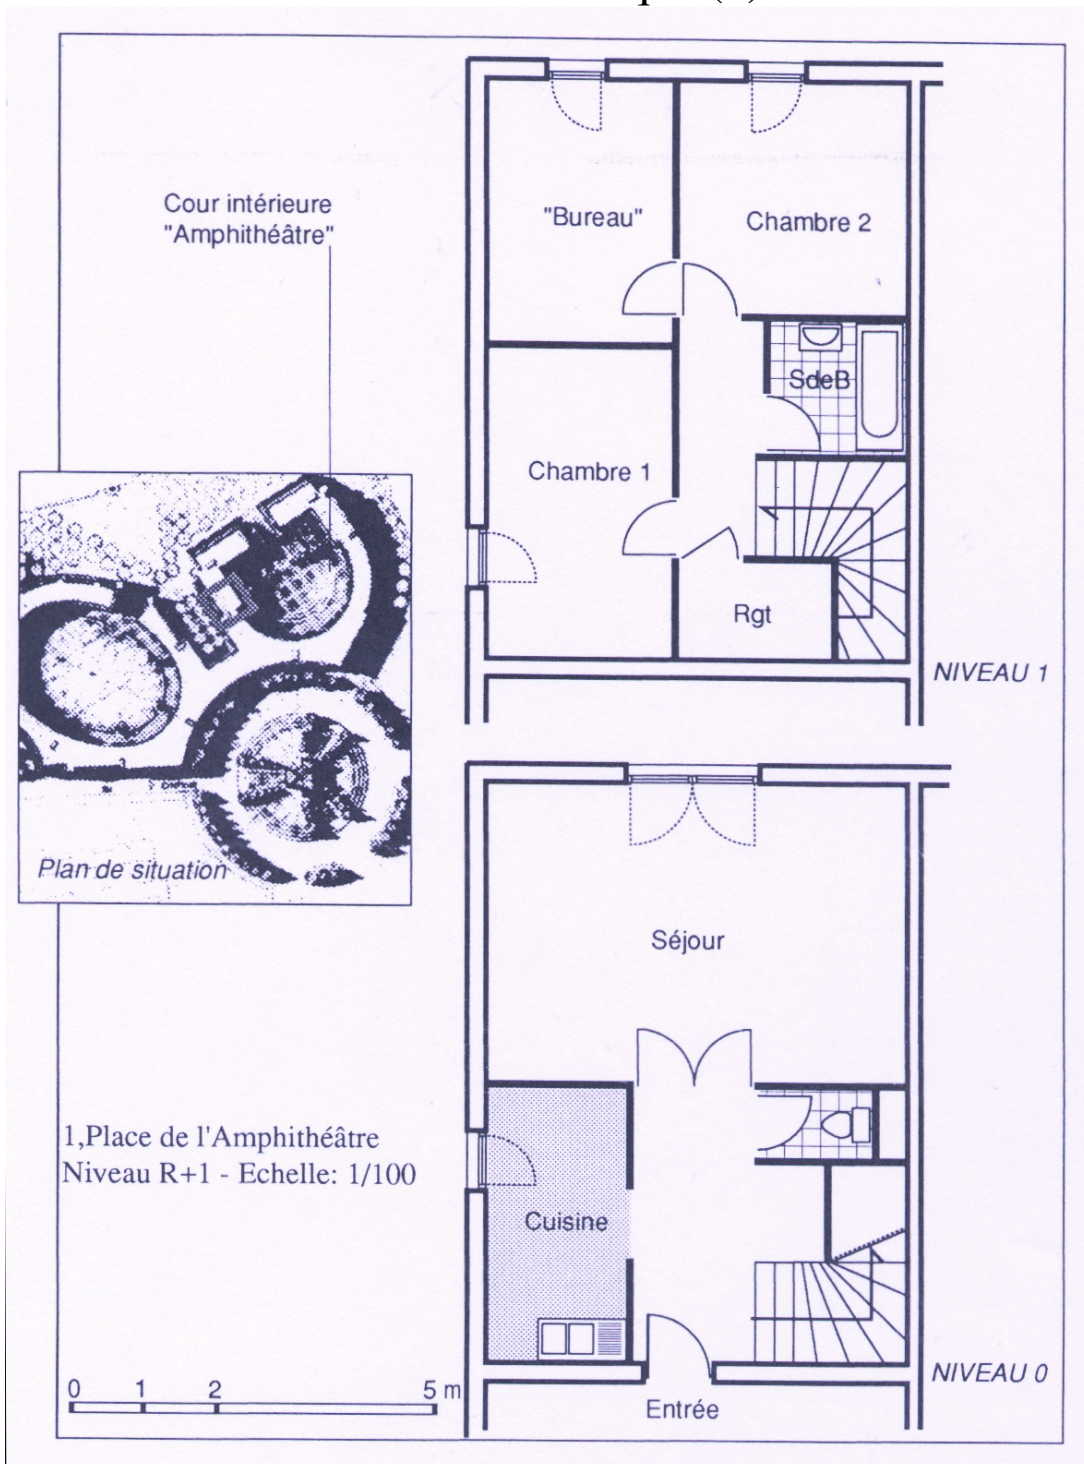 Cour intérieure
"Amphithéâtre"
"Bureau"
Chambre 2
SdeB
Chambre 1
Rgt
NIVEAU 1
Plan de situation
Séjour
1,Place de l'Amphithéâtre
Niveau R+1 - Echelle: 1/100
Cuisine
0 1 2 5 m
Entrée
NIVEAU 0